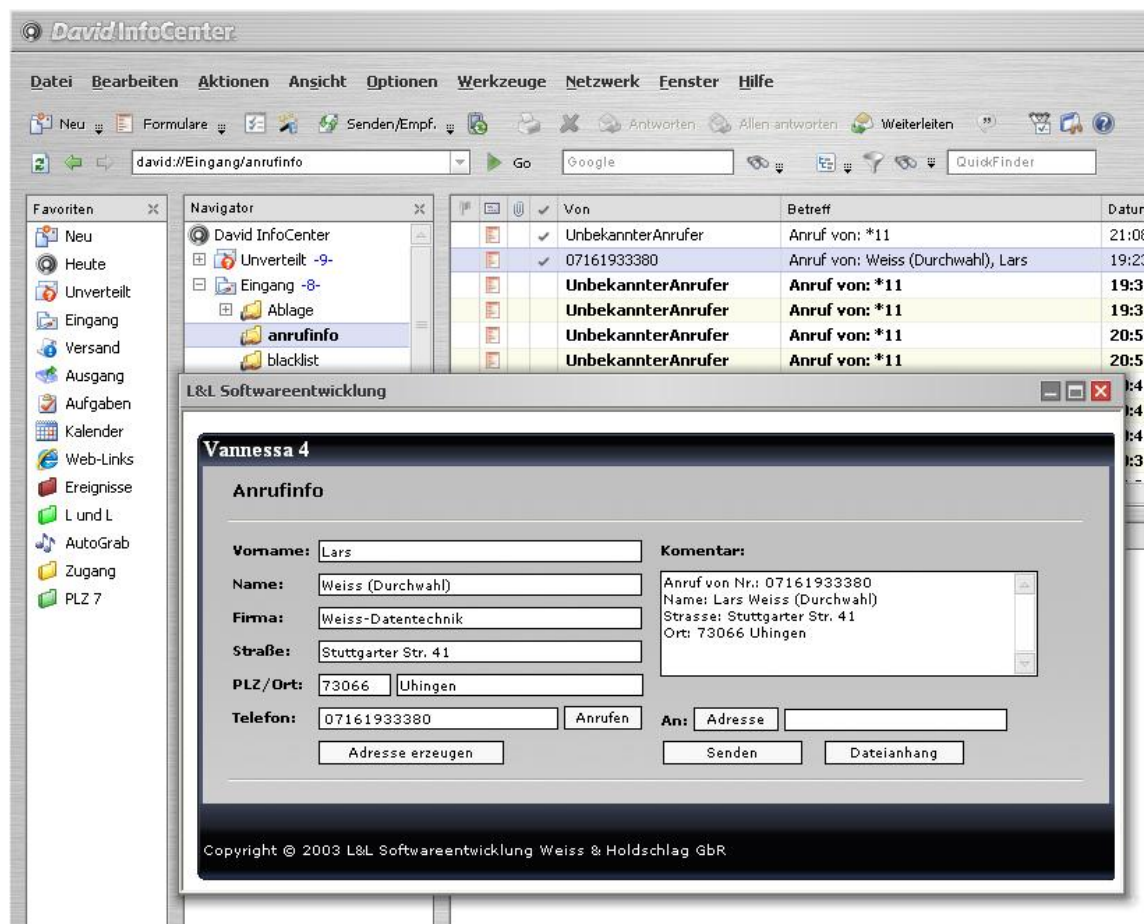 David InfoCenter
Datei Bearbeiten Aktionen Ansicht Optionen Werkzeuge Netzwerk Fenster Hilfe
Neu Formulare Senden/Empf. Antworten Allen antworten Weiterleiten
david://Eingang/anrufinfo Go Google QuickFinder
Favoriten
Neu
Heute
Unverteilt
Eingang
Versand
Ausgang
Aufgaben
Kalender
Web-Links
Ereignisse
L und L
AutoGrab
Zugang
PLZ 7
Navigator
David InfoCenter
Unverteilt -9-
Eingang -8-
Ablage
anrufinfo
blacklist
Von Betreff
UnbekannterAnrufer Anruf von: *11
07161933380 Anruf von: Weiss (Durchwahl), Lars
UnbekannterAnrufer Anruf von: *11
UnbekannterAnrufer Anruf von: *11
UnbekannterAnrufer Anruf von: *11
UnbekannterAnrufer Anruf von: *11
L&L Softwareentwicklung
Vannessa 4
Anrufinfo
Vorname: Lars
Name: Weiss (Durchwahl)
Firma: Weiss-Datentechnik
Straße: Stuttgarter Str. 41
PLZ/Ort: 73066 Uhingen
Telefon: 07161933380 Anrufen
Adresse erzeugen
Komentar:
Anruf von Nr.: 07161933380
Name: Lars Weiss (Durchwahl)
Strasse: Stuttgarter Str. 41
Ort: 73066 Uhingen
An: Adresse
Senden Dateianhang
Copyright © 2003 L&L Softwareentwicklung Weiss & Holdschlag GbR